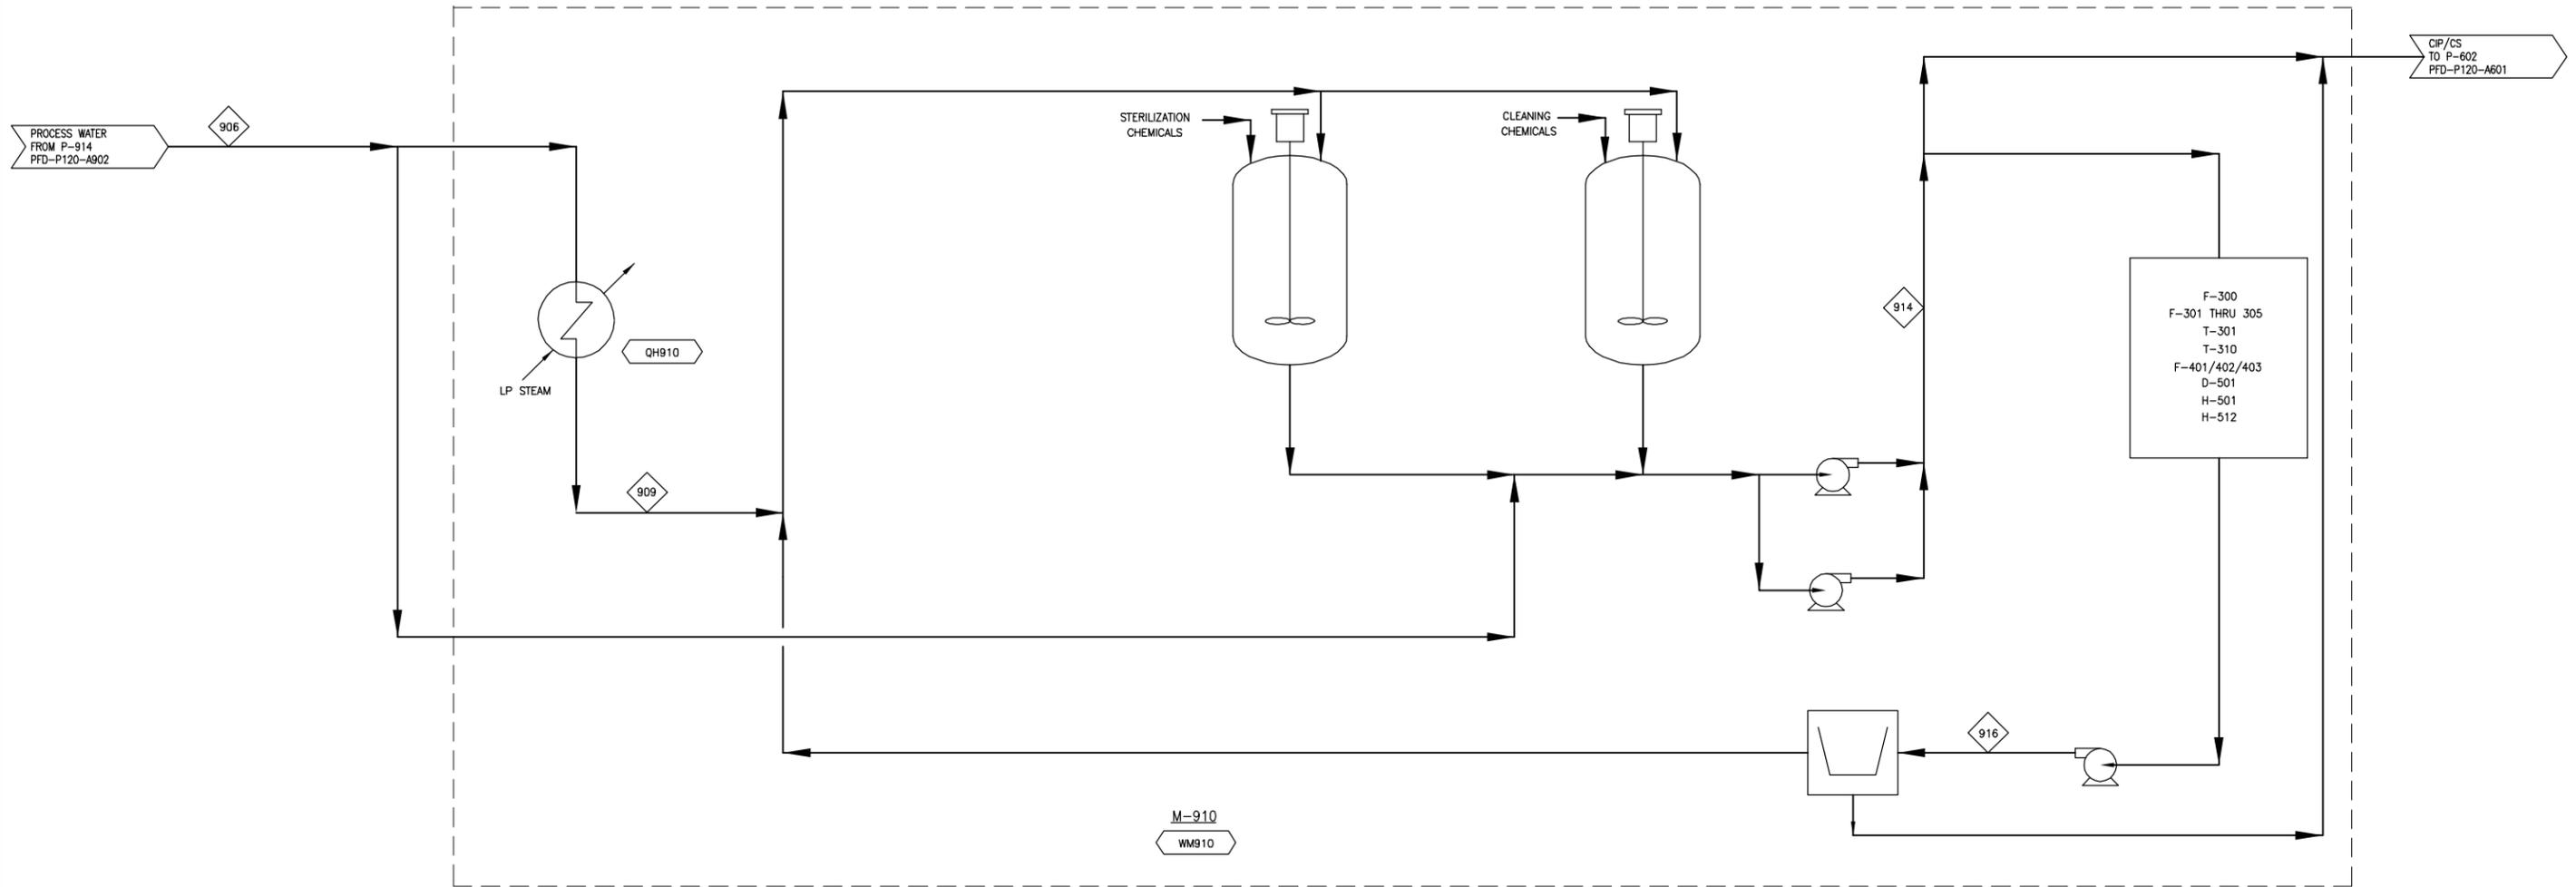 CIP/CS
TO P-602
PFD-P120-A601
PROCESS WATER
FROM P-914
PFD-P120-A902
906
STERILIZATION
CHEMICALS
CLEANING
CHEMICALS
QH910
LP STEAM
914
F-300
F-301 THRU 305
T-301
T-310
F-401/402/403
D-501
H-501
H-512
909
916
M-910
WM910